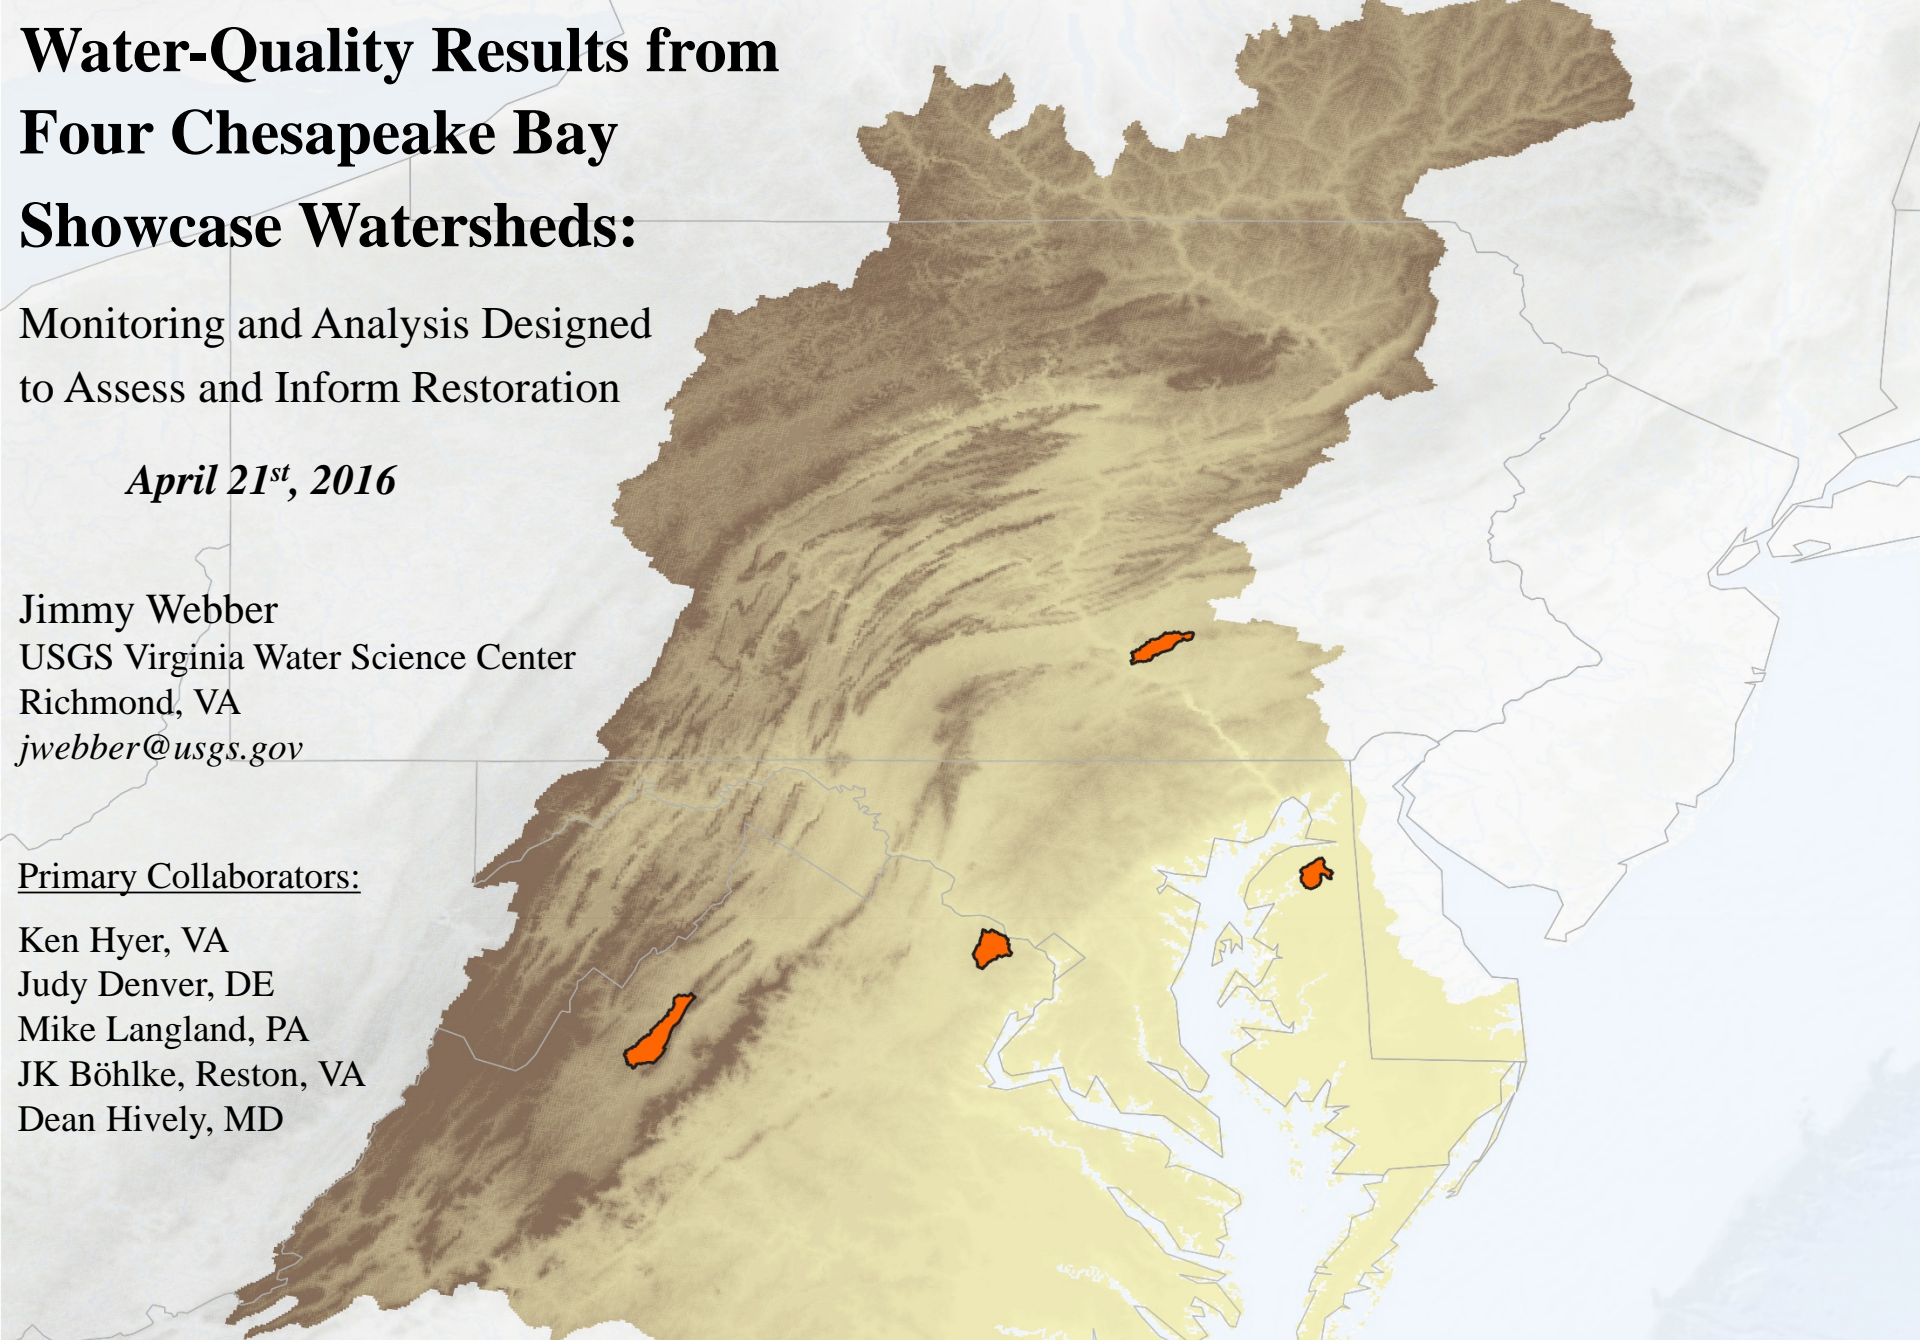 Water-Quality Results from
Four Chesapeake Bay
Showcase Watersheds:
Monitoring and Analysis Designed
to Assess and Inform Restoration
April 21st, 2016
Jimmy Webber
USGS Virginia Water Science Center
Richmond, VA
jwebber@usgs.gov
Primary Collaborators:
Ken Hyer, VA
Judy Denver, DE
Mike Langland, PA
JK Böhlke, Reston, VA
Dean Hively, MD